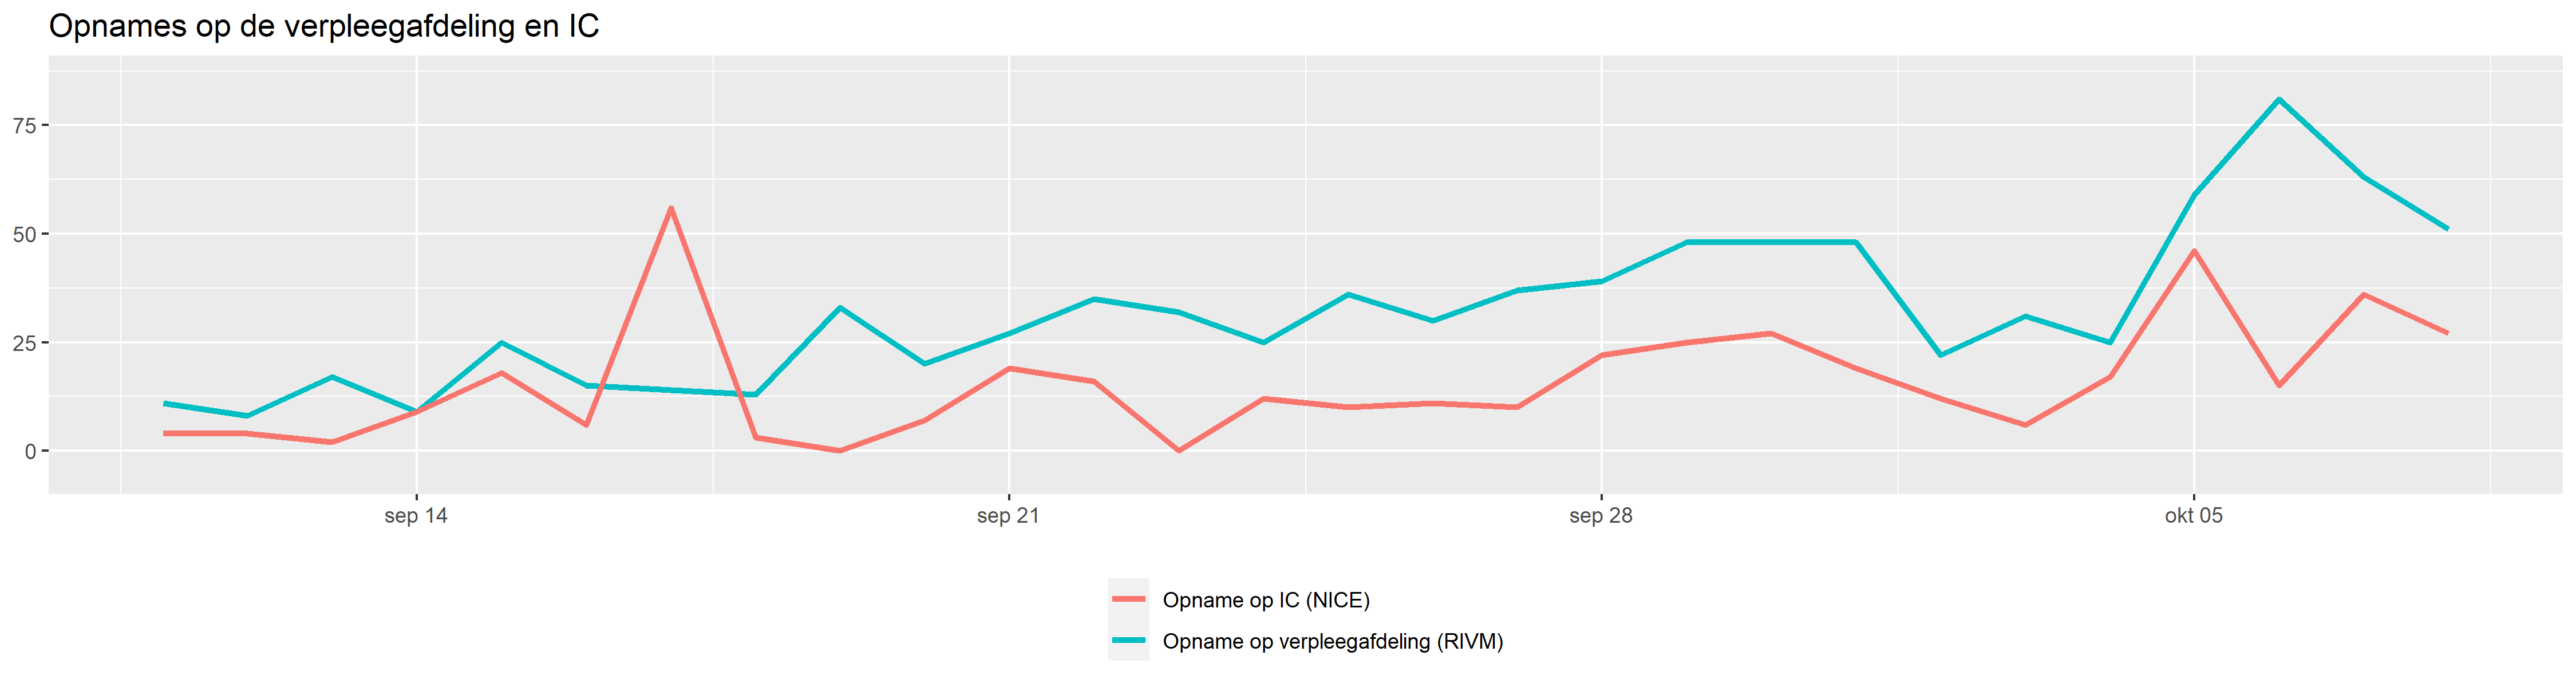 Opnames op de verpleegafdeling en IC
75
50
25
0
sep 14
sep 21
sep 28
okt 05
Opname op IC (NICE)
Opname op verpleegafdeling (RIVM)